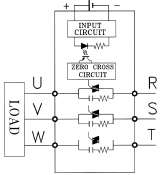 + −
INPUT
CIRCUIT
ZERO CROSS
CIRCUIT
U R
V S
W T
LOAD